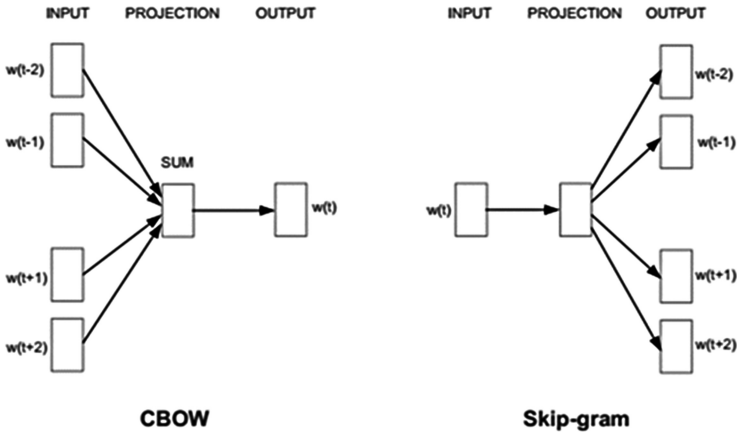 INPUT PROJECTION OUTPUT
w(t-2)
w(t-1)
SUM
w(t)
w(t+1)
w(t+2)
CBOW
INPUT PROJECTION OUTPUT
w(t-2)
w(t-1)
w(t)
w(t+1)
w(t+2)
Skip-gram